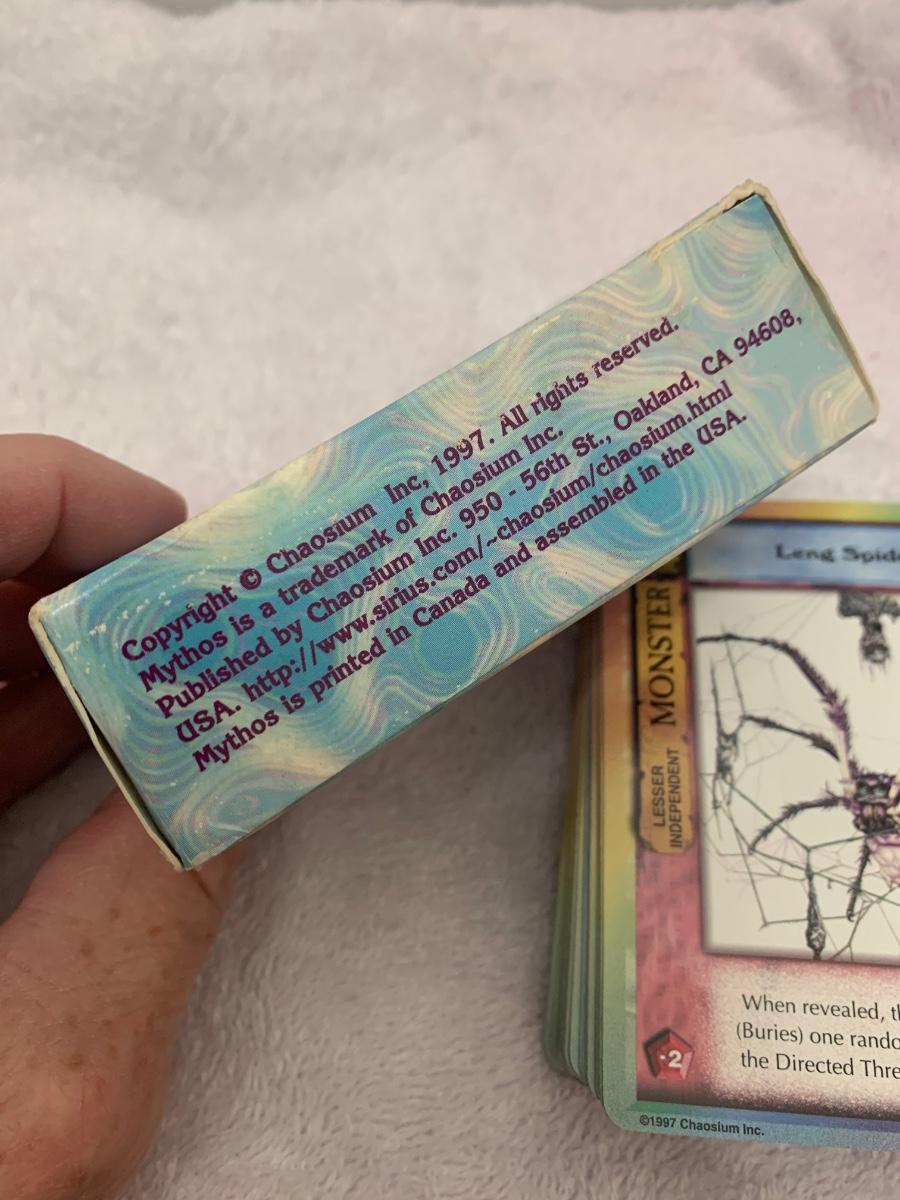 Copyright © Chaosium Inc, 1997. All rights reserved.
Mythos is a trademark of Chaosium Inc.
Published by Chaosium Inc. 950 - 56th St., Oakland, CA 94608,
USA. http://www.sirius.com/~chaosium/chaosium.html
Mythos is printed in Canada and assembled in the USA.
Leng Spide
MONSTER
LESSER
INDEPENDENT
When revealed, th
(Buries) one rando
the Directed Thre
-2
©1997 Chaosium Inc.